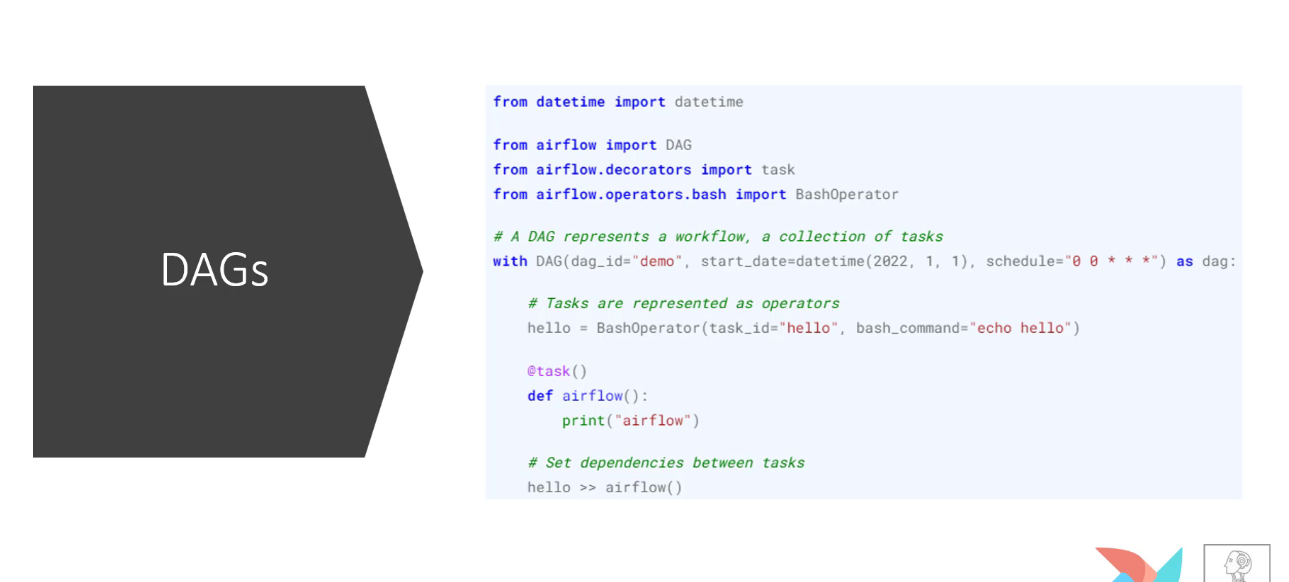 DAGs
from datetime import datetime
from airflow import DAG
from airflow.decorators import task
from airflow.operators.bash import BashOperator
# A DAG represents a workflow, a collection of tasks
with DAG(dag_id="demo", start_date=datetime(2022, 1, 1), schedule="0 0 * * *") as dag:
    # Tasks are represented as operators
    hello = BashOperator(task_id="hello", bash_command="echo hello")
    @task()
    def airflow():
        print("airflow")
    # Set dependencies between tasks
    hello >> airflow()